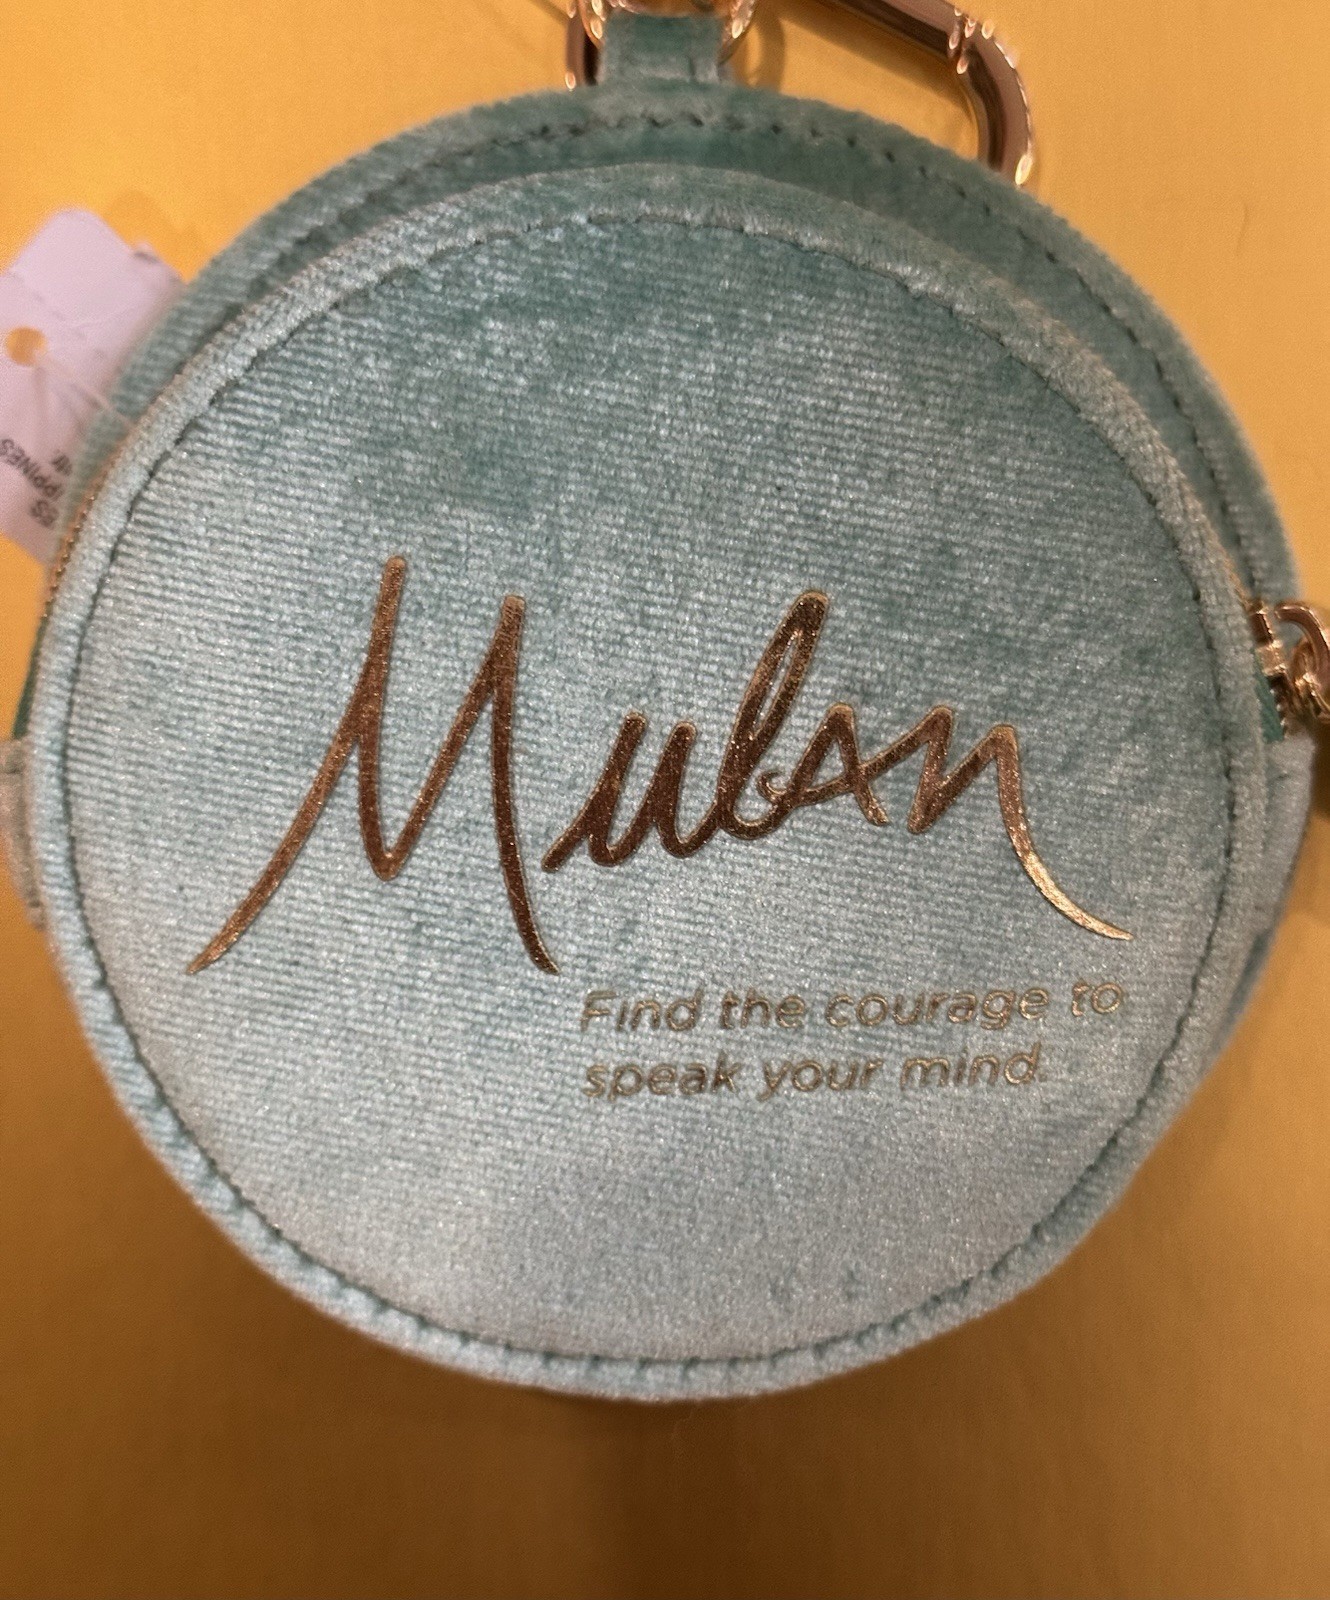 Mulan
Find the courage to
speak your mind.